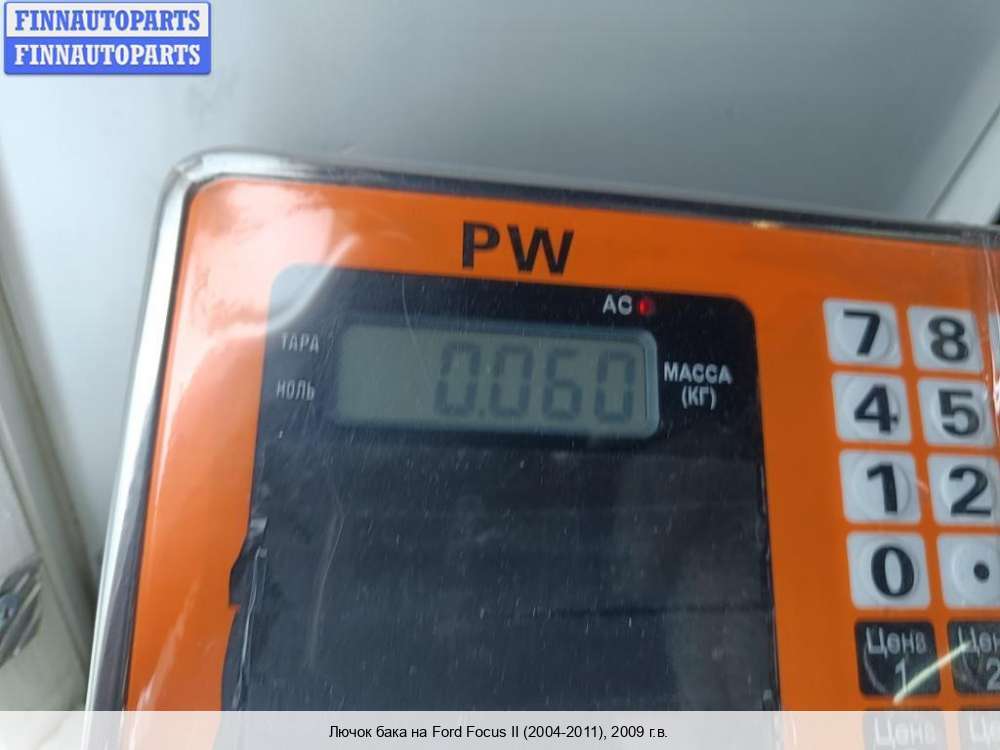 FINNAUTOPARTS
FINNAUTOPARTS
PW
AC
ТАРА
НОЛЬ
0.060
МАССА
(КГ)
7 8
4 5
1 2
0 .
Цена
1
2
Цена
Лючок бака на Ford Focus II (2004-2011), 2009 г.в.